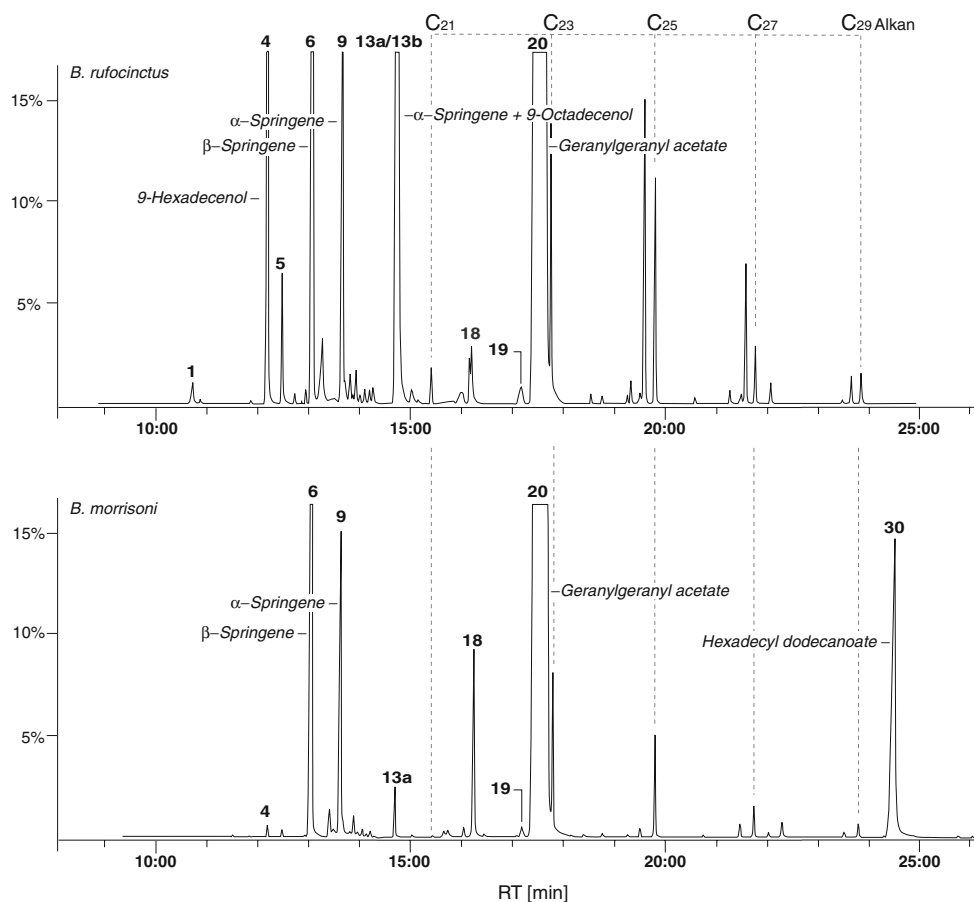 C21 C23 C25 C27 C29 Alkan
4 6 9 13a/13b 20
B. rufocinctus
15%
α–Springene –
–α–Springene + 9-Octadecenol
β–Springene –
–Geranylgeranyl acetate
10%
9-Hexadecenol –
5
5%
18
19
1
10:00 15:00 20:00 25:00
6 20
B. morrisoni
9
30
15%
α–Springene –
–Geranylgeranyl acetate
β–Springene –
10%
18
Hexadecyl dodecanoate –
5%
13a
19
4
10:00 15:00 20:00 25:00
RT [min]